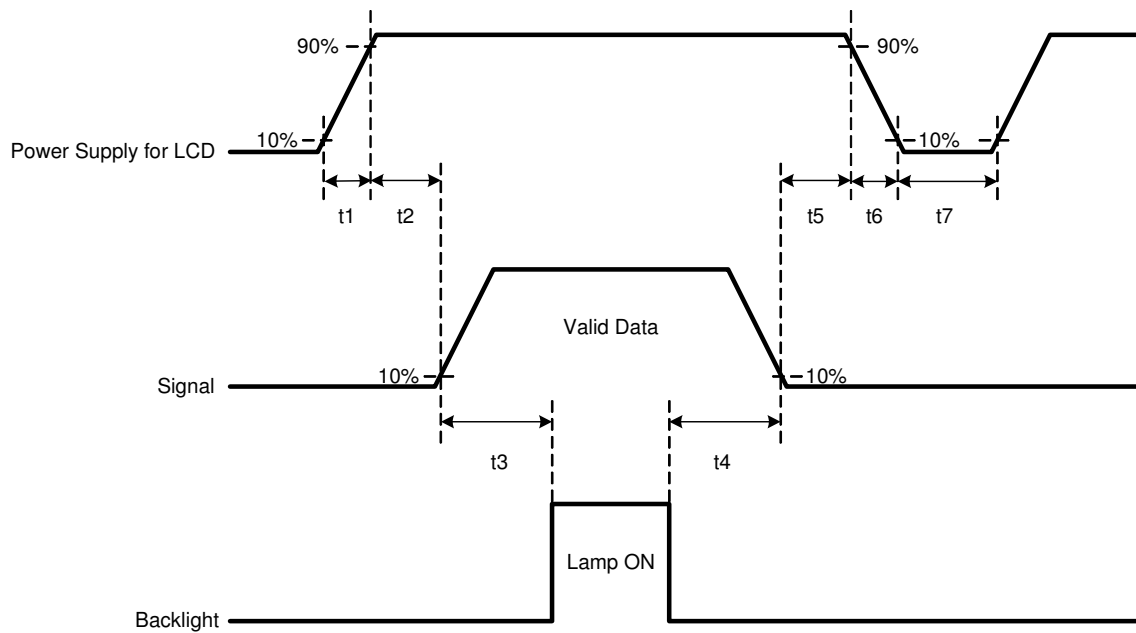 90%
90%
10%
10%
Power Supply for LCD
t1
t2
t5
t6
t7
Valid Data
10%
10%
Signal
t3
t4
Lamp ON
Backlight